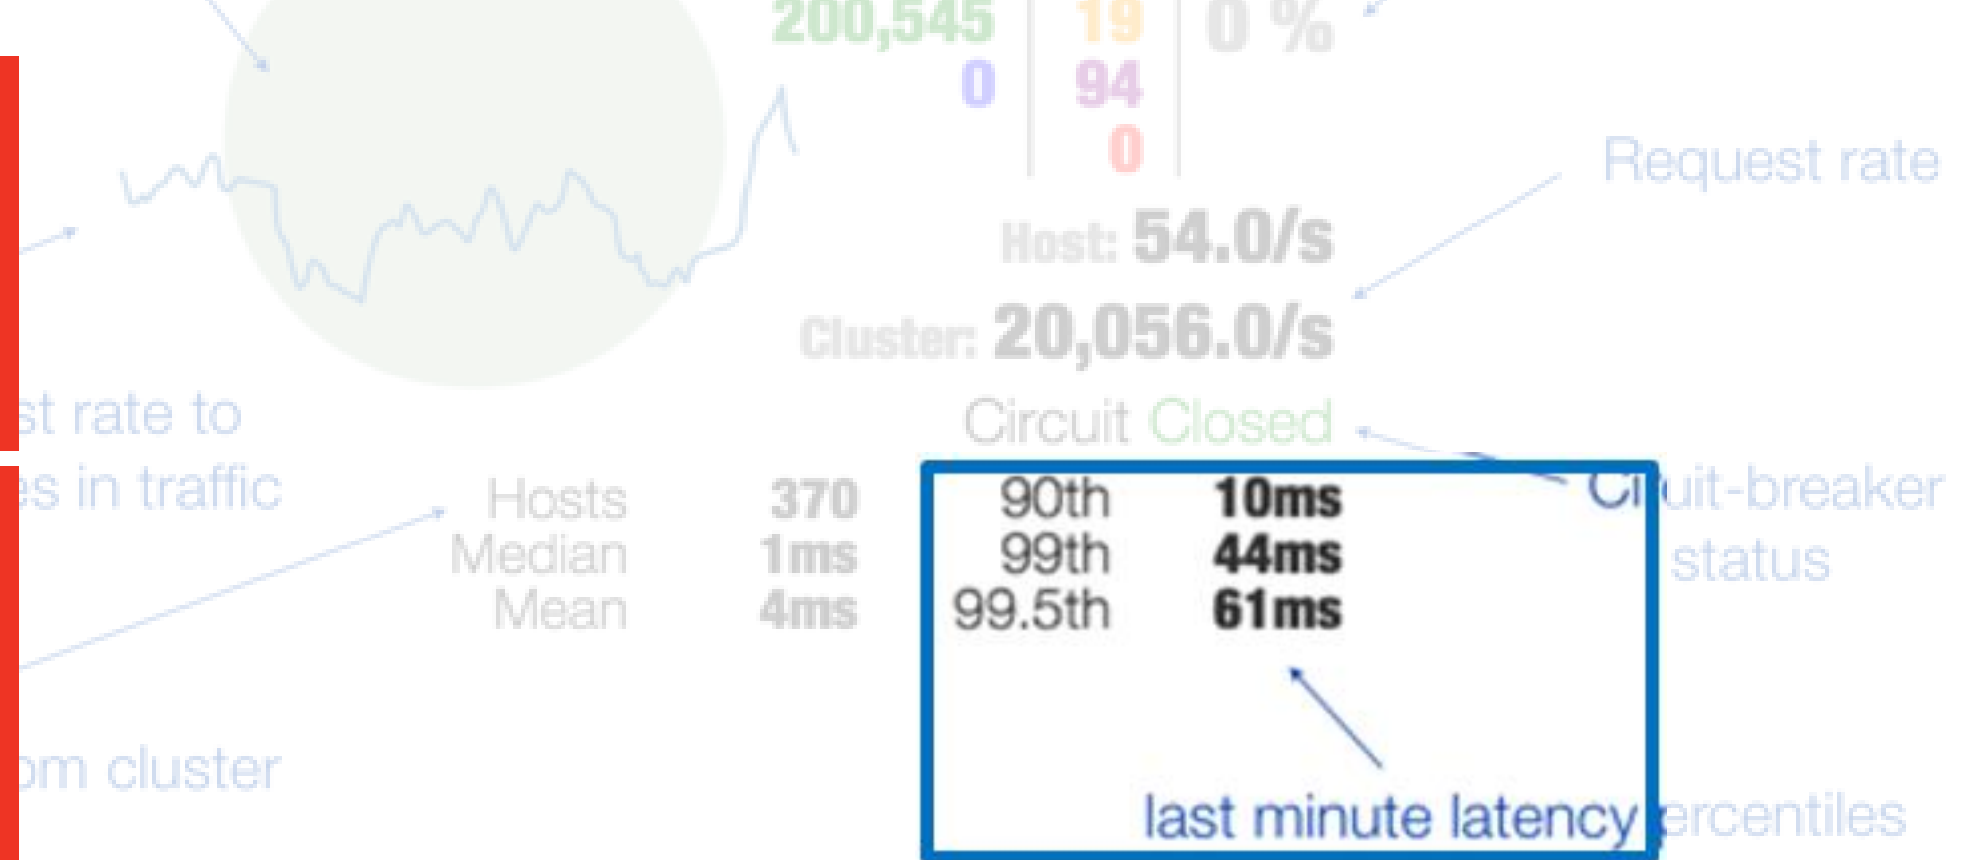 200,545 19 0 %
0 94
0
Request rate
Host: 54.0/s
Cluster: 20,056.0/s
st rate to
es in traffic
Circuit Closed
Circuit-breaker
status
Hosts 370 90th 10ms
Median 1ms 99th 44ms
Mean 4ms 99.5th 61ms
om cluster
last minute latency percentiles